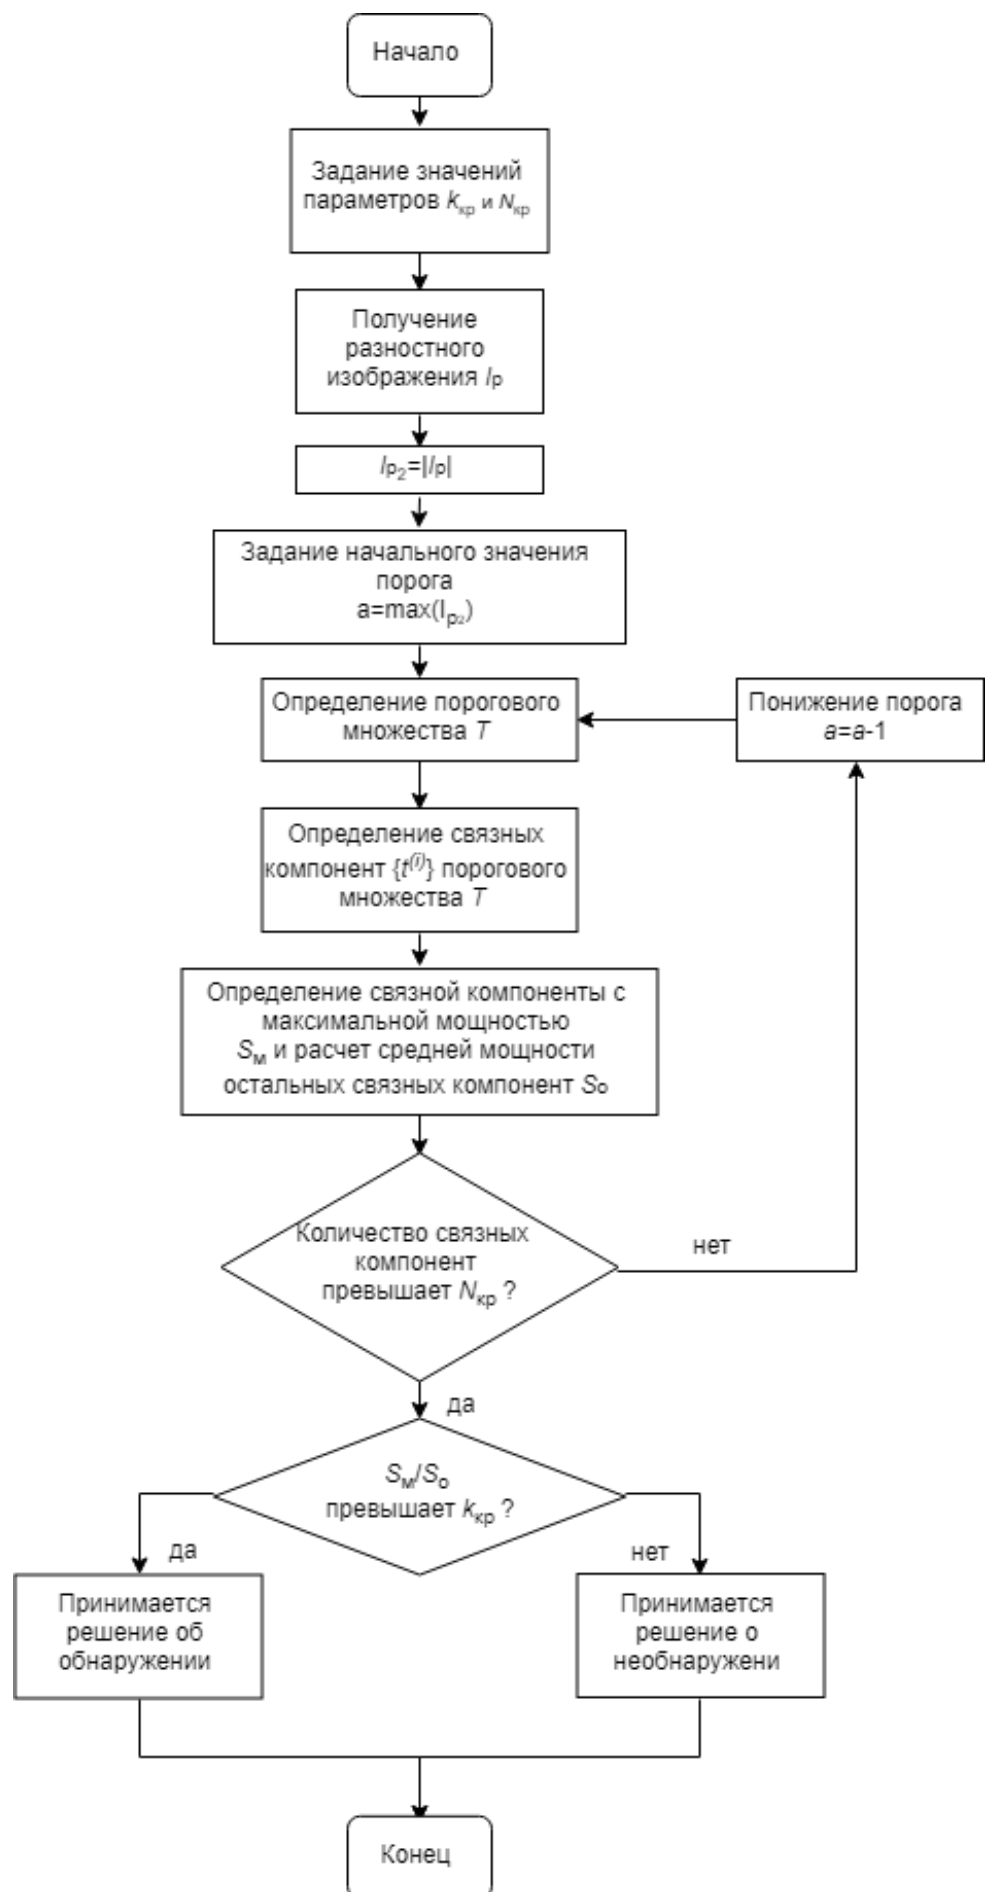 Начало
Задание значений
параметров kкр и Nкр
Получение
разностного
изображения Iр
Iр2=|Iр|
Задание начального значения
порога
a=max(Iр2)
Определение порогового
множества T
Понижение порога
a=a-1
Определение связных
компонент {t(i)} порогового
множества T
Определение связной компоненты с
максимальной мощностью
Sм и расчет средней мощности
остальных связных компонент Sо
Количество связных
компонент
превышает Nкр ?
нет
да
Sм/Sо
превышает kкр ?
да
нет
Принимается
решение об
обнаружении
Принимается
решение о
необнаружени
Конец